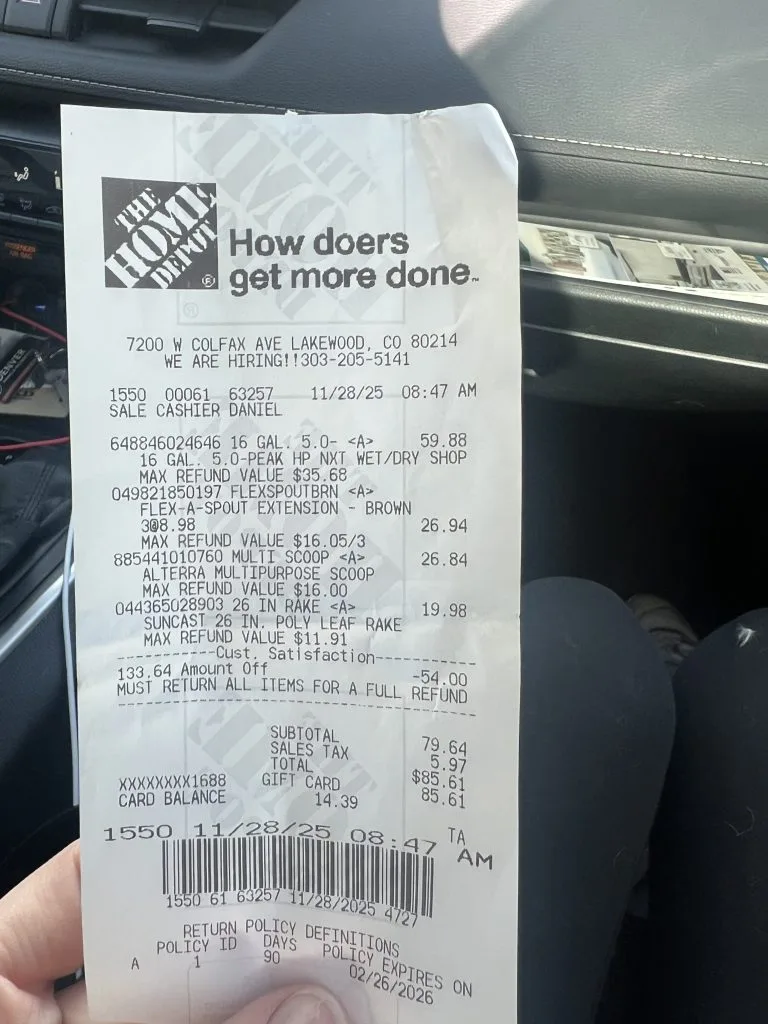 THE
HOME
DEPOT
How doers
get more done.™
7200 W COLFAX AVE LAKEWOOD, CO 80214
WE ARE HIRING!!303-205-5141
1550 00061 63257 11/28/25 08:47 AM
SALE CASHIER DANIEL
648846024646 16 GAL. 5.0- <A> 59.88
16 GAL. 5.0-PEAK HP NXT WET/DRY SHOP
MAX REFUND VALUE $35.68
049821850197 FLEXSPOUTBRN <A>
FLEX-A-SPOUT EXTENSION - BROWN
3@8.98 26.94
MAX REFUND VALUE $16.05/3
885441010760 MULTI SCOOP <A> 26.84
ALTERRA MULTIPURPOSE SCOOP
MAX REFUND VALUE $16.00
044365028903 26 IN RAKE <A> 19.98
SUNCAST 26 IN. POLY LEAF RAKE
MAX REFUND VALUE $11.91
----------Cust. Satisfaction----------
133.64 Amount Off -54.00
MUST RETURN ALL ITEMS FOR A FULL REFUND
SUBTOTAL 79.64
SALES TAX 5.97
TOTAL $85.61
XXXXXXXX1688 GIFT CARD 85.61
CARD BALANCE 14.39
TA
1550 11/28/25 08:47 AM
1550 61 63257 11/28/2025 4727
RETURN POLICY DEFINITIONS
POLICY ID DAYS POLICY EXPIRES ON
A 1 90 02/26/2026